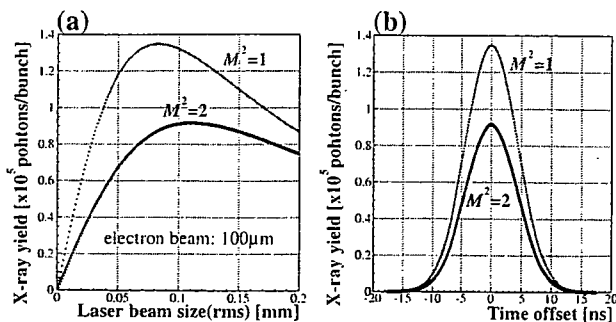 (a)
X-ray yield [x10^5 pohtons/bunch]
1.4
1.2
1
0.8
0.6
0.4
0.2
0
M^2=1
M^2=2
electron beam: 100μm
0
0.05
0.1
0.15
0.2
Laser beam size(rms) [mm]
(b)
X-ray yield [x10^5 pohtons/bunch]
1.4
1.2
1
0.8
0.6
0.4
0.2
0
M^2=1
M^2=2
-20
-15
-10
-5
0
5
10
15
20
Time offset [ns]